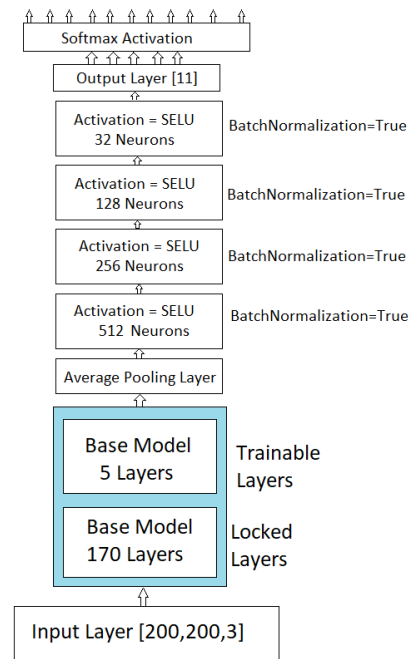 Softmax Activation
Output Layer [11]
Activation = SELU
32 Neurons
BatchNormalization=True
Activation = SELU
128 Neurons
BatchNormalization=True
Activation = SELU
256 Neurons
BatchNormalization=True
Activation = SELU
512 Neurons
BatchNormalization=True
Average Pooling Layer
Base Model
5 Layers
Trainable
Layers
Base Model
170 Layers
Locked
Layers
Input Layer [200,200,3]